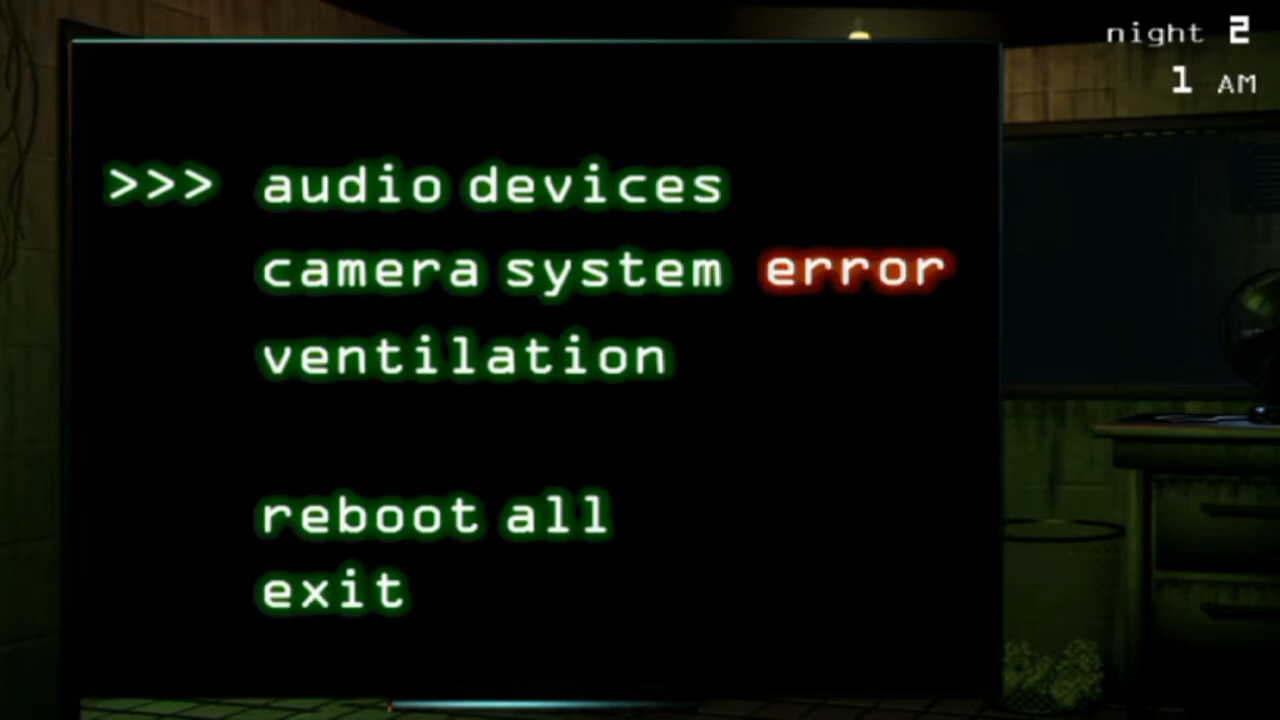 night 2
1 AM
>>> audio devices
camera system error
ventilation
reboot all
exit